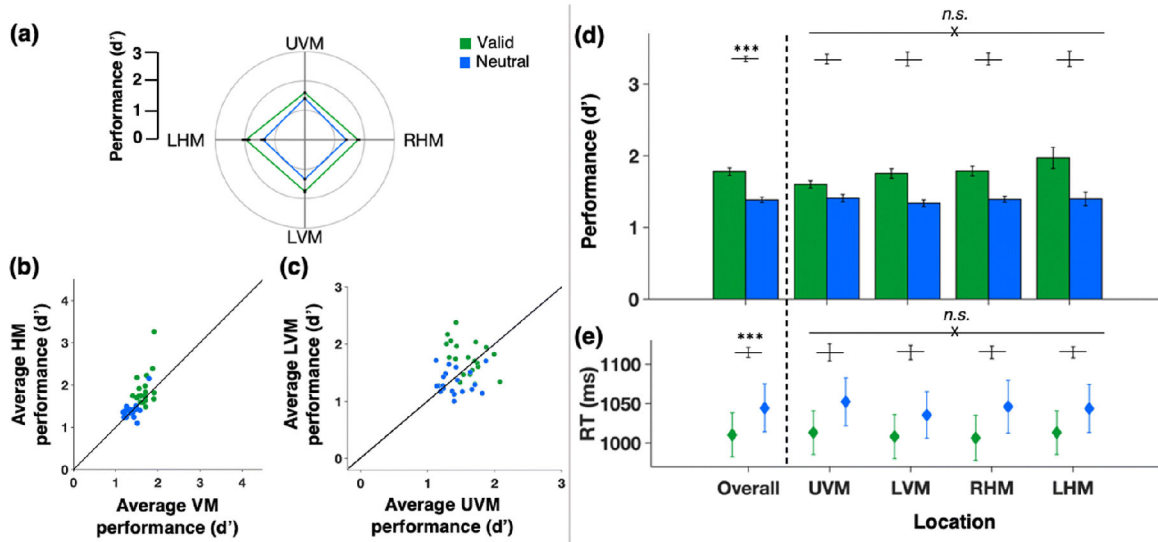 (a)
Performance (d')
3
2
1
0
UVM
LHM
RHM
LVM
Valid
Neutral
(b)
Average HM
performance (d')
4
3
2
1
0
0
1
2
3
4
Average VM
performance (d')
(c)
Average LVM
performance (d')
3
2
1
0
0
1
2
3
Average UVM
performance (d')
(d)
n.s.
x
***
Performance (d')
3
2
1
0
(e)
n.s.
x
***
RT (ms)
1100
1050
1000
Overall
UVM
LVM
RHM
LHM
Location